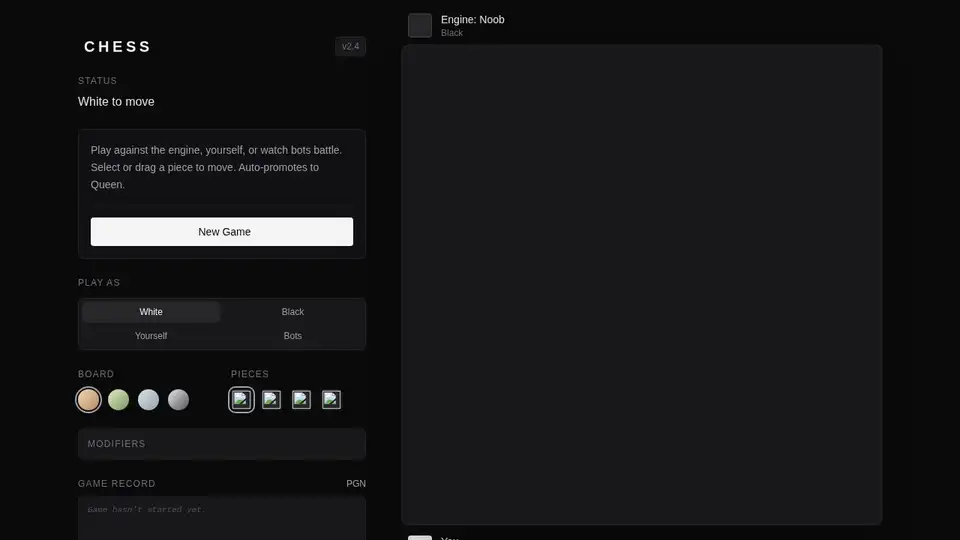 CHESS
v2.4
STATUS
White to move
Play against the engine, yourself, or watch bots battle.
Select or drag a piece to move. Auto-promotes to
Queen.
New Game
PLAY AS
White
Black
Yourself
Bots
BOARD
PIECES
MODIFIERS
GAME RECORD
PGN
Game hasn't started yet.
Engine: Noob
Black